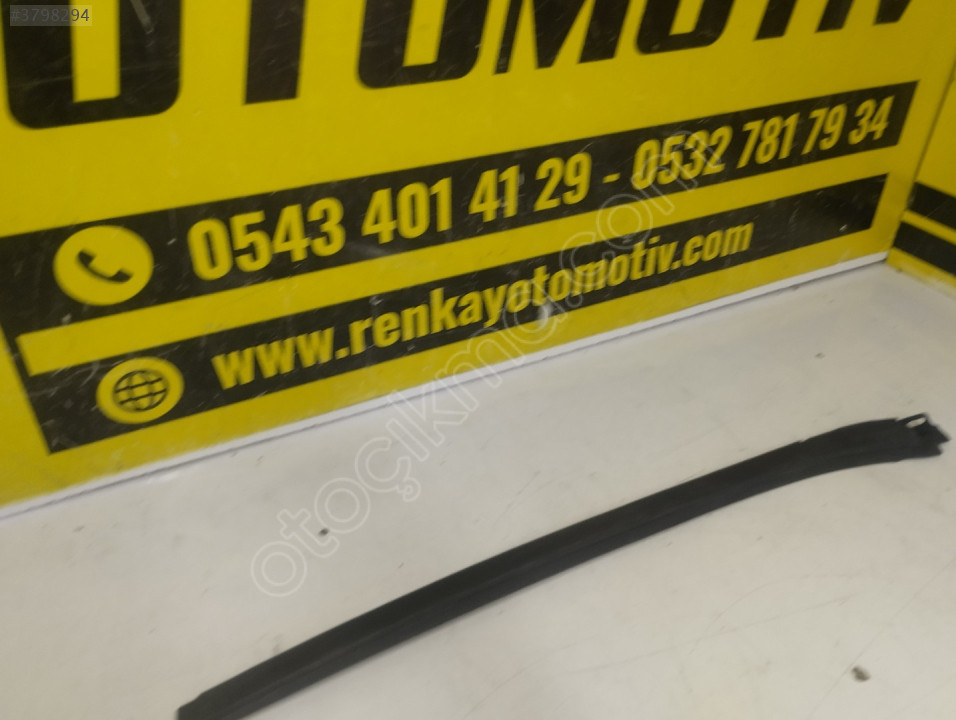 #3798294
OTOMOTİV
0543 401 41 29 - 0532 781 79 34
www.renkayotomotiv.com
otoçıkma.com